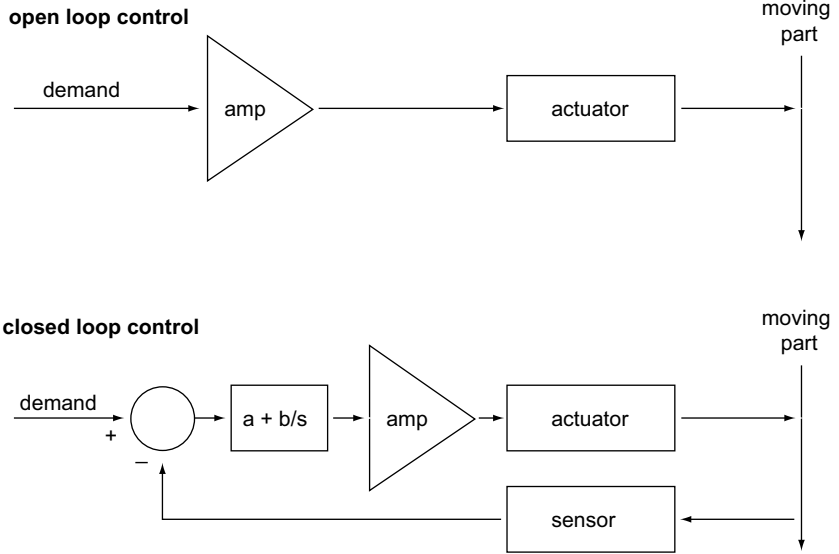 open loop control
moving
part
demand
amp
actuator
closed loop control
moving
part
demand
+
−
a + b/s
amp
actuator
sensor